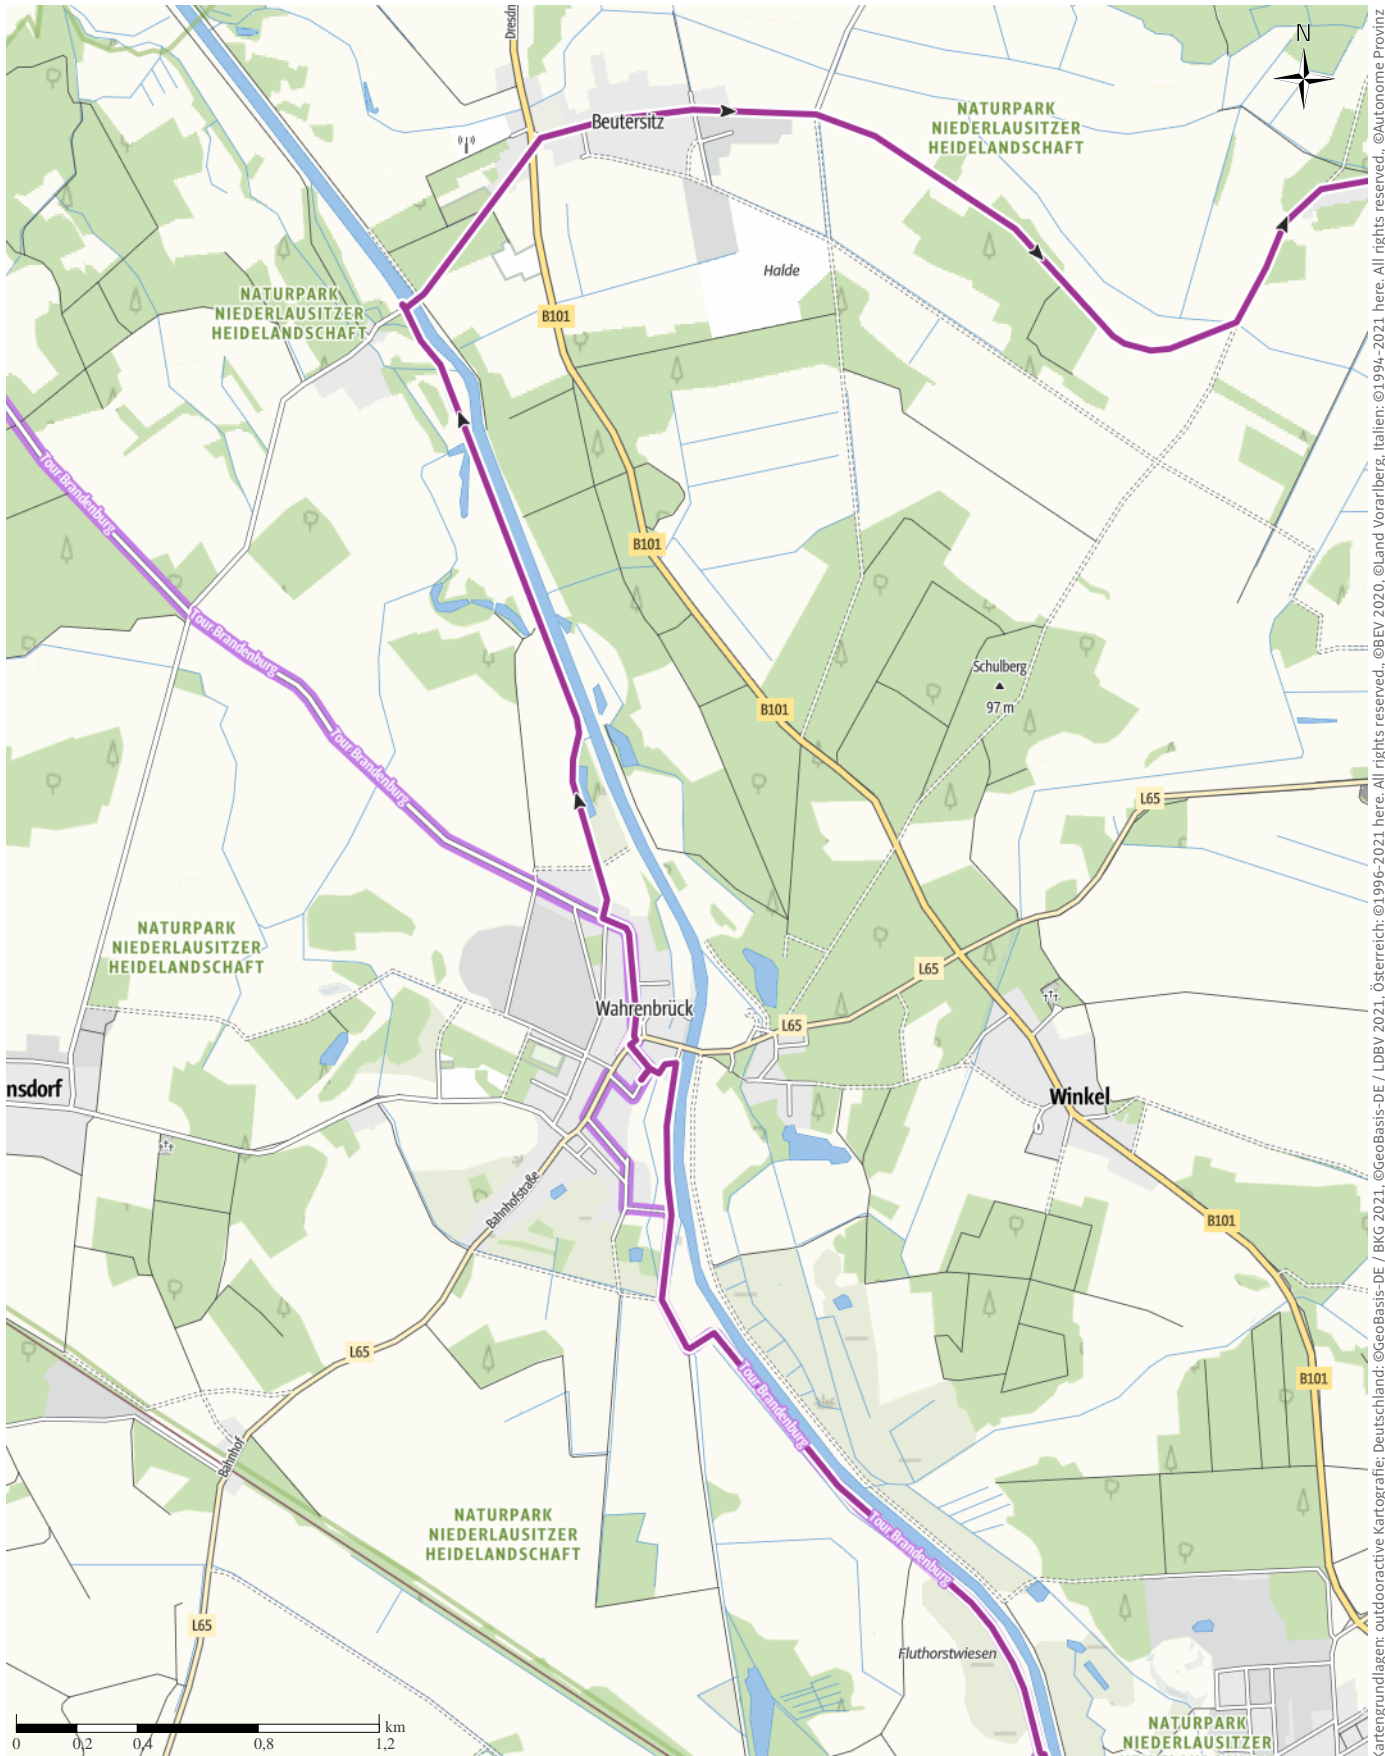 Dresdn
N
Beutersitz
NATURPARK
NIEDERLAUSITZER
HEIDELANDSCHAFT
Halde
NATURPARK
NIEDERLAUSITZER
HEIDELANDSCHAFT
B101
Tour Brandenburg
B101
Tour Brandenburg
Schulberg
97 m
B101
Tour Brandenburg
L65
NATURPARK
NIEDERLAUSITZER
HEIDELANDSCHAFT
L65
Wahrenbrück
L65
nsdorf
Winkel
Bahnhofstraße
B101
L65
Tour Brandenburg
B101
Bahnhof
NATURPARK
NIEDERLAUSITZER
HEIDELANDSCHAFT
Tour Brandenburg
L65
Fluthorstwiesen
NATURPARK
NIEDERLAUSITZER
km
0 0,2 0,4 0,8 1,2
artengrundlagen: outdooractive Kartografie; Deutschland: ©GeoBasis-DE / BKG 2021, ©GeoBasis-DE / LDBV 2021, Österreich: ©1996-2021 here. All rights reserved., ©BEV 2020, ©Land Vorarlberg, Italien: ©1994-2021 here. All rights reserved., ©Autonome Provinz